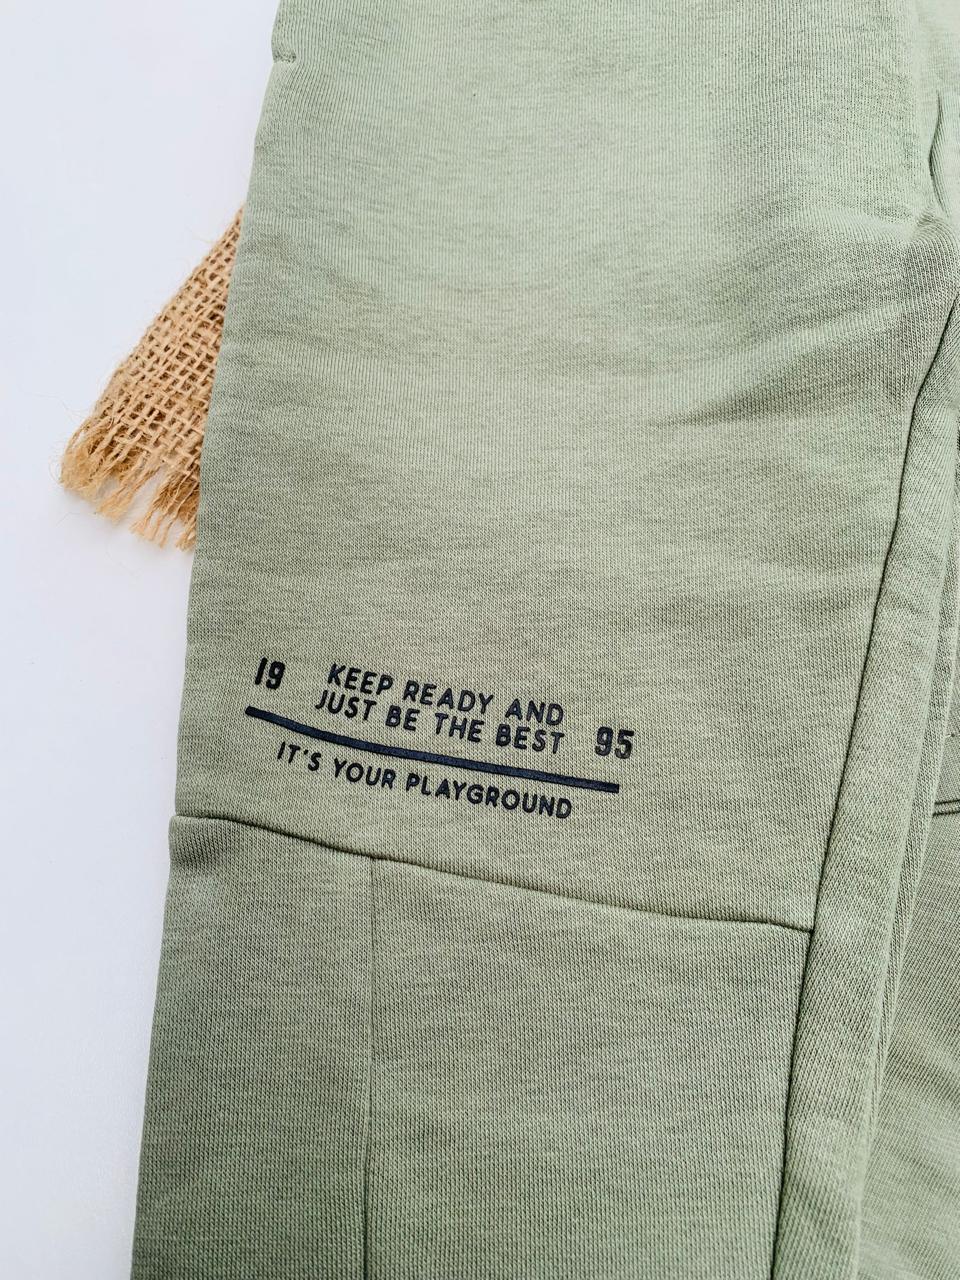 19 KEEP READY AND
JUST BE THE BEST 95
IT'S YOUR PLAYGROUND